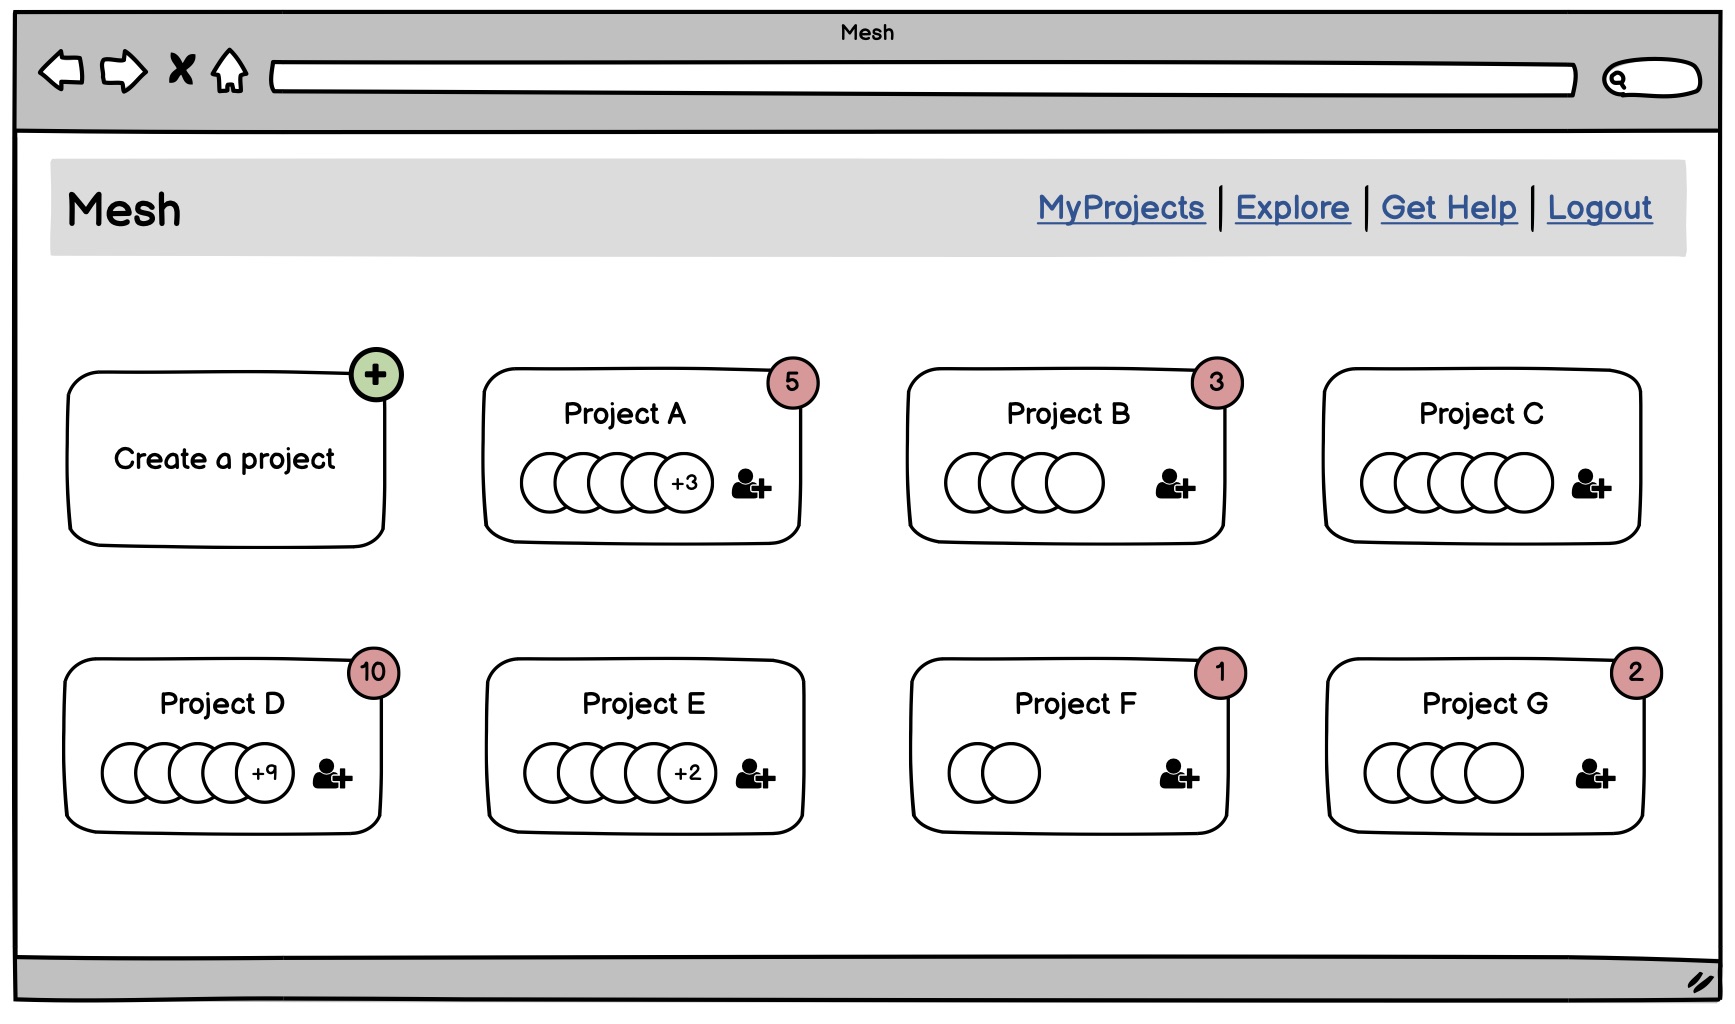 Mesh
Mesh
MyProjects | Explore | Get Help | Logout
Create a project
+
Project A
5
+3
Project B
3
Project C
Project D
10
+9
Project E
+2
Project F
1
Project G
2